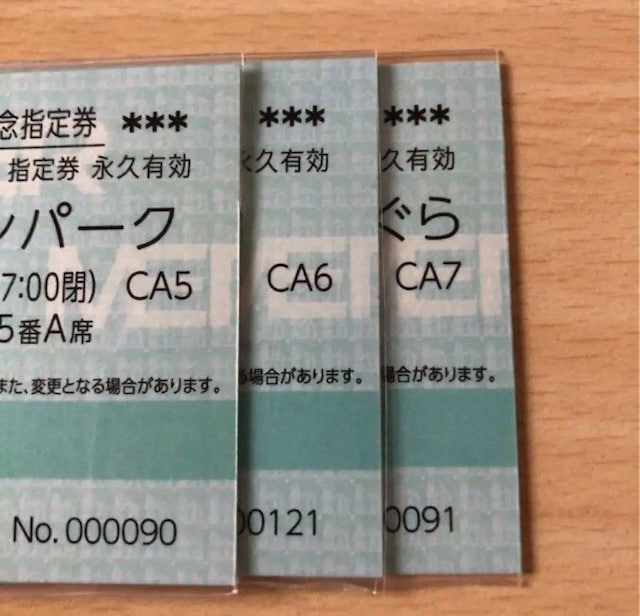 念指定券 ***
指定券 永久有効
ンパーク
7:00閉) CA5
5番A席
また、変更となる場合があります。
No. 000090
***
久有効
CA6
場合があります。
00121
***
久有効
ぐら
CA7
場合があります。
0091